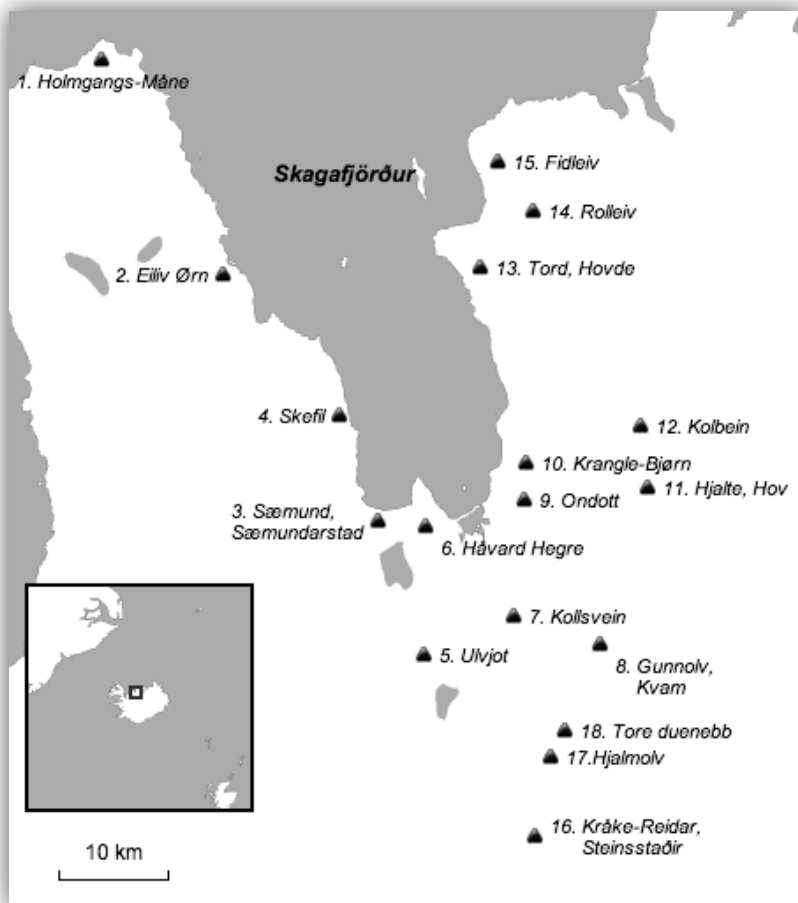 1. Holmgangs-Måne
15. Fidleiv
Skagafjörður
14. Rolleiv
2. Eiliv Ørn
13. Tord, Hovde
4. Skefil
12. Kolbein
10. Krangle-Bjørn
11. Hjalte, Hov
9. Ondott
3. Sæmund,
Sæmundarstad
6. Håvard Hegre
7. Kollsvein
5. Ulvjot
8. Gunnolv,
Kvam
18. Tore duenebb
17.Hjalmolv
16. Kråke-Reidar,
Steinsstaðir
10 km